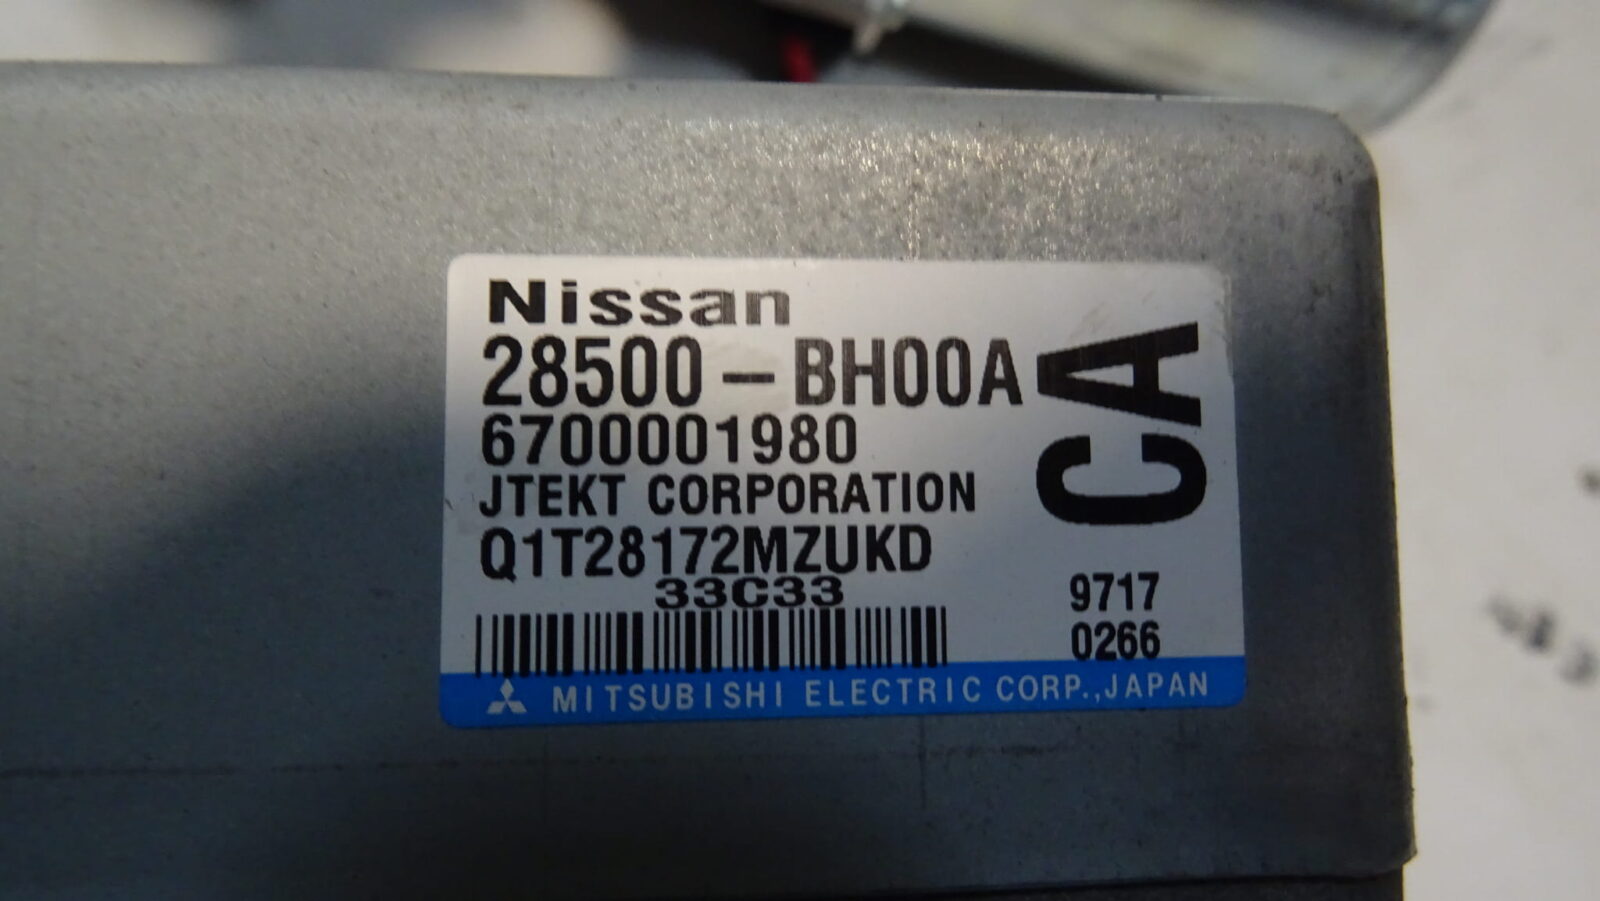 Nissan
28500-BH00A
CA
6700001980
JTEKT CORPORATION
Q1T28172MZUKD
33C33
9717
0266
MITSUBISHI ELECTRIC CORP.,JAPAN